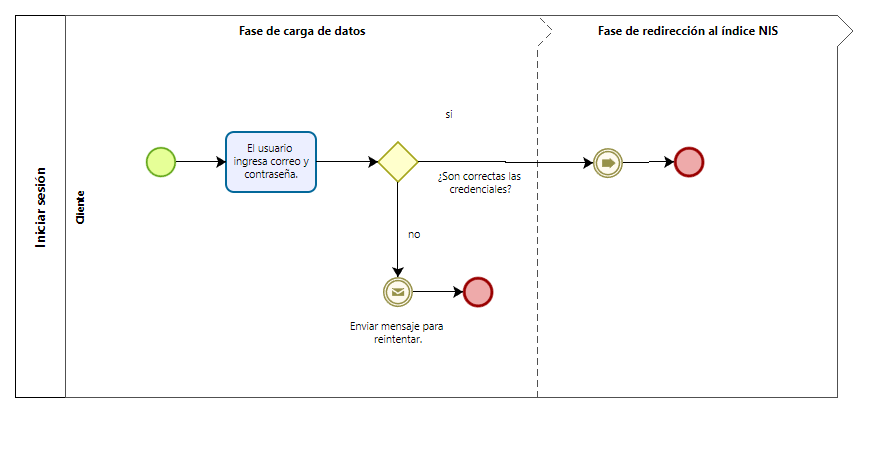 Fase de carga de datos
Fase de redirección al índice NIS
Iniciar sesión
Cliente
El usuario
ingresa correo y
contraseña.
si
¿Son correctas las
credenciales?
no
Enviar mensaje para
reintentar.